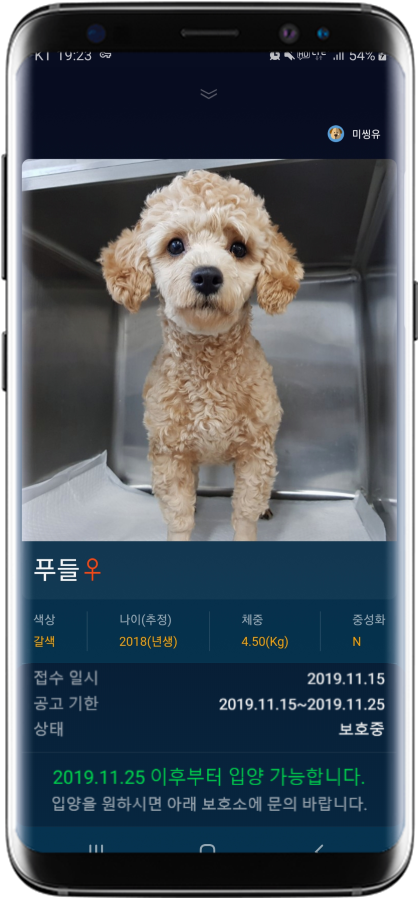 KT 19:23 54%
미씽유
푸들♀
색상 나이(추정) 체중 중성화
갈색 2018(년생) 4.50(Kg) N
접수 일시 2019.11.15
공고 기한 2019.11.15~2019.11.25
상태 보호중
2019.11.25 이후부터 입양 가능합니다.
입양을 원하시면 아래 보호소에 문의 바랍니다.